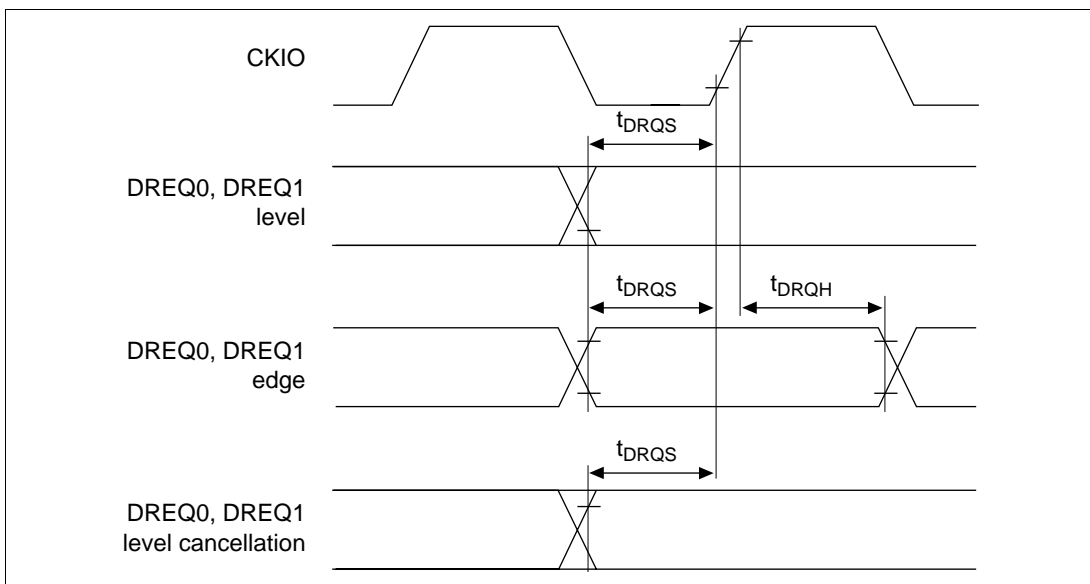 CKIO
tDRQS
DREQ0, DREQ1
level
tDRQS
tDRQH
DREQ0, DREQ1
edge
tDRQS
DREQ0, DREQ1
level cancellation